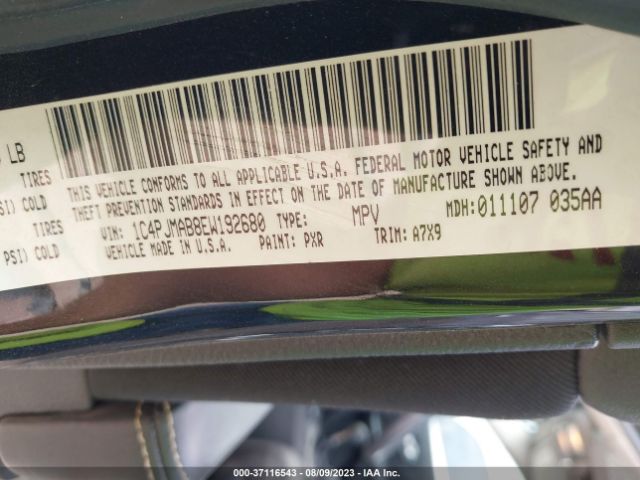 LB
TIRES
SI) COLD
TIRES
PSI) COLD
THIS VEHICLE CONFORMS TO ALL APPLICABLE U.S.A. FEDERAL MOTOR VEHICLE SAFETY AND
THEFT PREVENTION STANDARDS IN EFFECT ON THE DATE OF MANUFACTURE SHOWN ABOVE.
VIN: 1C4PJMAB8EW192680 TYPE: MPV MDH:011107 035AA
VEHICLE MADE IN U.S.A. PAINT: PXR TRIM: A7X9
000-37116543 - 08/09/2023 - IAA Inc.